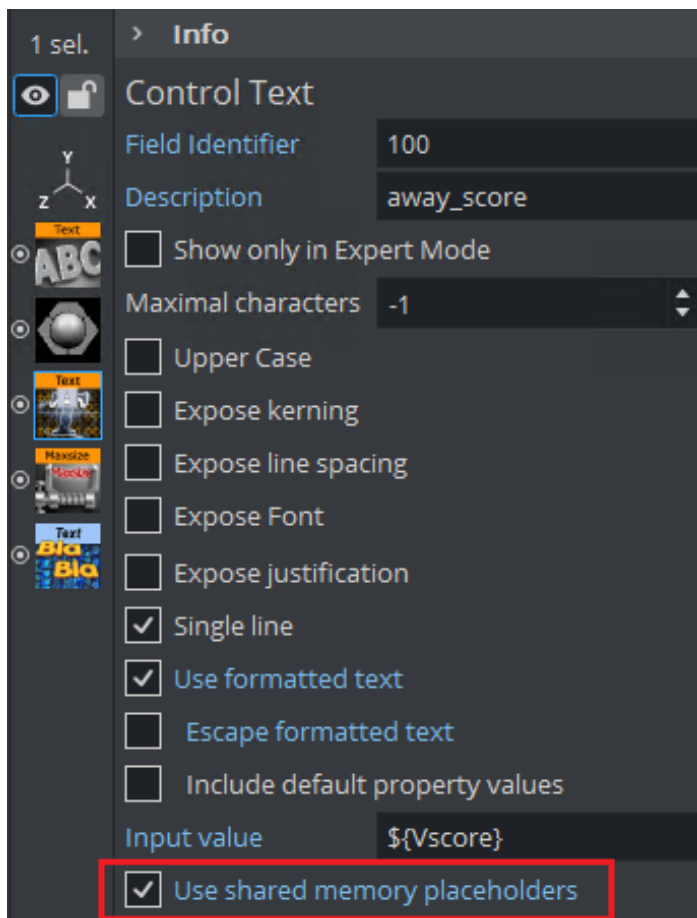 1 sel.
Info
Control Text
Field Identifier 100
Description away_score
Show only in Expert Mode
Maximal characters -1
Upper Case
Expose kerning
Expose line spacing
Expose Font
Expose justification
Single line
Use formatted text
Escape formatted text
Include default property values
Input value ${Vscore}
Use shared memory placeholders
Y
Z X
Text
ABC
Text
Maxsize
Maxsize
Text
Bla
Bla